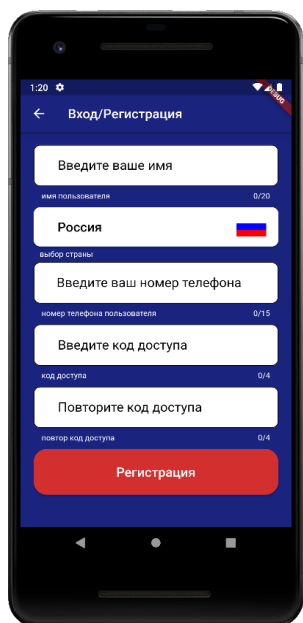 1:20
DEBUG
Вход/Регистрация
Введите ваше имя
имя пользователя 0/20
Россия
выбор страны
Введите ваш номер телефона
номер телефона пользователя 0/15
Введите код доступа
код доступа 0/4
Повторите код доступа
повтор код доступа 0/4
Регистрация